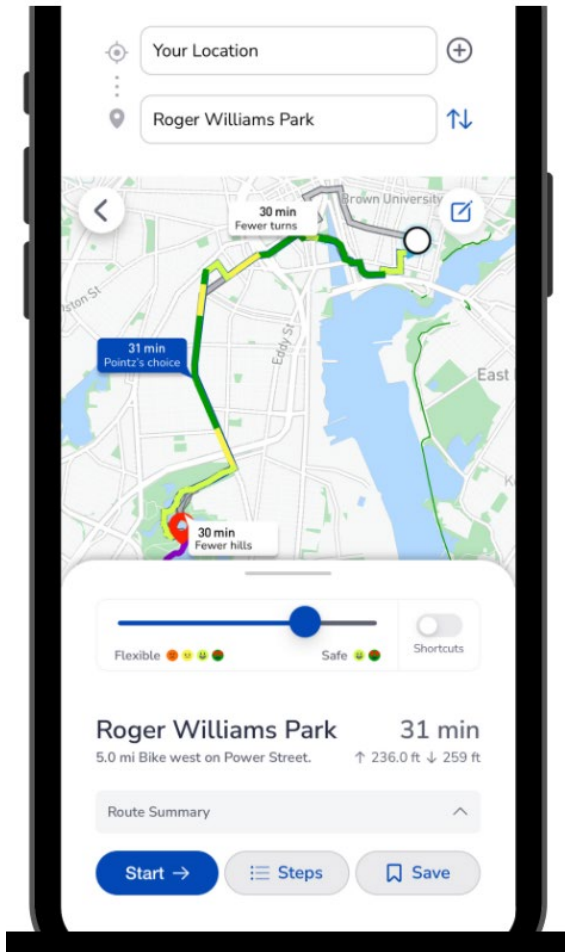 Your Location
Roger Williams Park
30 min
Fewer turns
Brown University
31 min
Pointz's choice
Eddy St
East
30 min
Fewer hills
Flexible
Safe
Shortcuts
Roger Williams Park
31 min
5.0 mi Bike west on Power Street.
↑ 236.0 ft ↓ 259 ft
Route Summary
Start →
Steps
Save